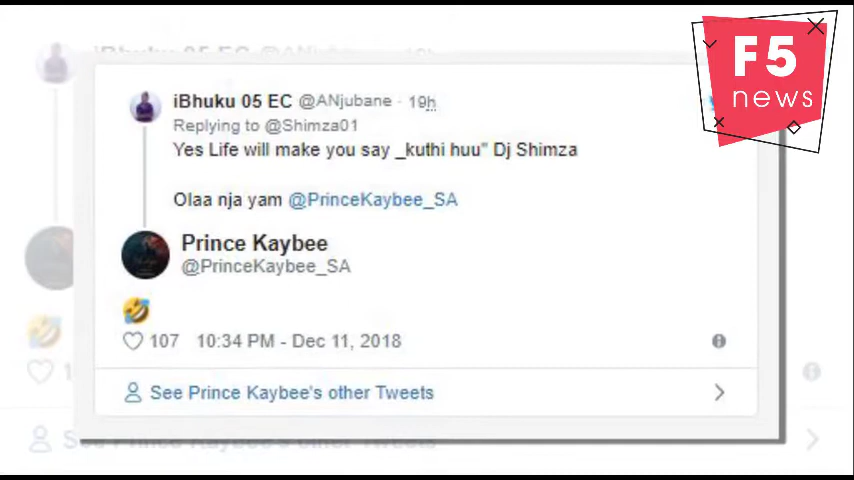 F5
news
iBhuku 05 EC @ANjubane · 19h
Replying to @Shimza01
Yes Life will make you say _kuthi huu" Dj Shimza
Olaa nja yam @PrinceKaybee_SA
Prince Kaybee
@PrinceKaybee_SA
🤣
107 10:34 PM - Dec 11, 2018
See Prince Kaybee's other Tweets